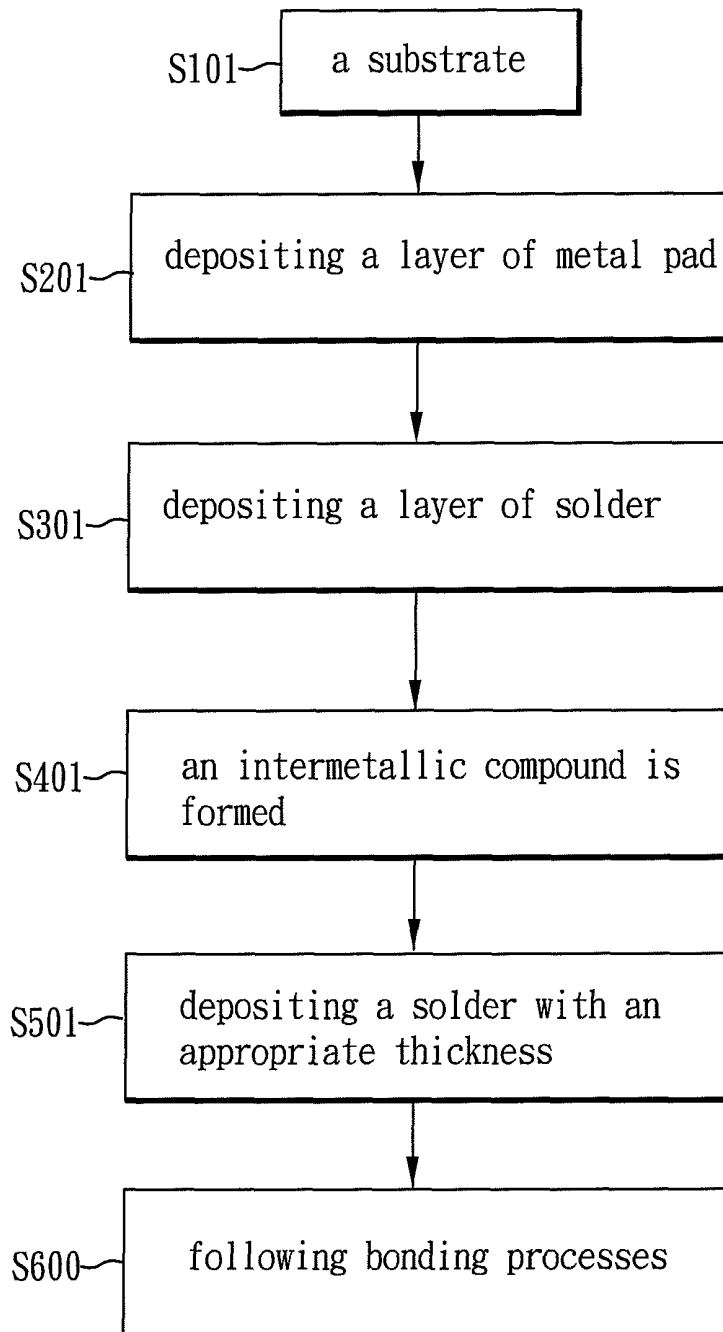 S101 a substrate
S201 depositing a layer of metal pad
S301 depositing a layer of solder
S401 an intermetallic compound is
formed
S501 depositing a solder with an
appropriate thickness
S600 following bonding processes